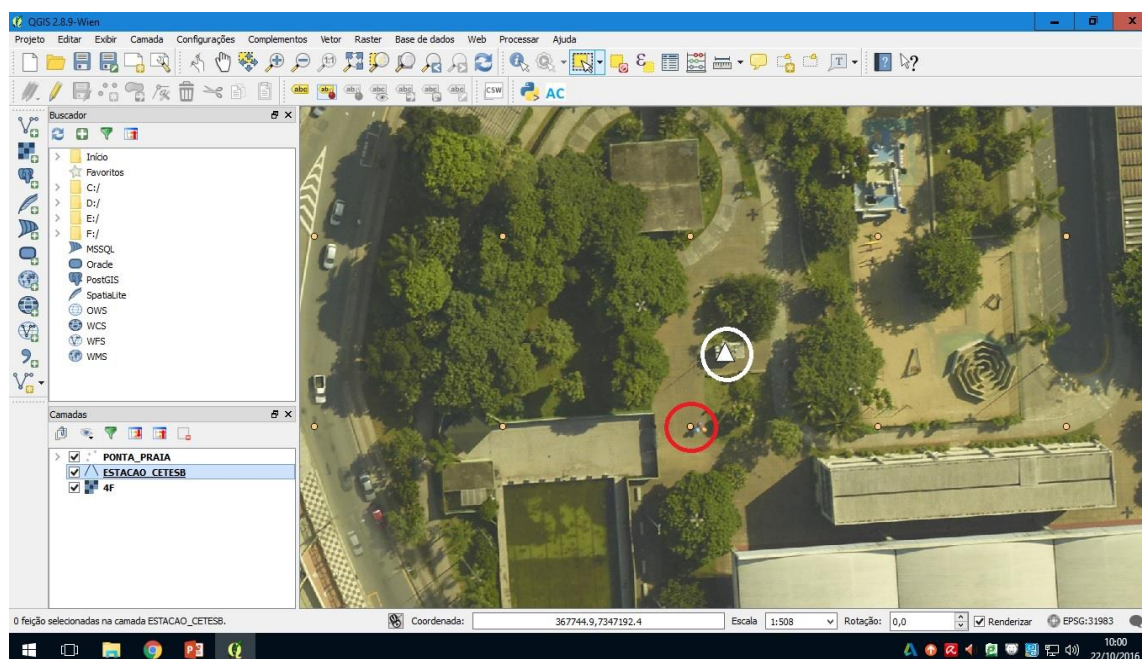 QGIS 2.8.9-Wien
Projeto Editar Exibir Camada Configurações Complementos Vetor Raster Base de dados Web Processar Ajuda
CSW AC
Buscador
Início
Favoritos
C:/
D:/
E:/
F:/
MSSQL
Oracle
PostGIS
SpatiaLite
OWS
WCS
WFS
WMS
Camadas
PONTA_PRAIA
ESTACAO_CETESB
4F
0 feição selecionadas na camada ESTACAO_CETESB.
Coordenada: 367744.9,7347192.4 Escala 1:508 Rotação: 0,0 Renderizar EPSG:31983
10:00
22/10/2016